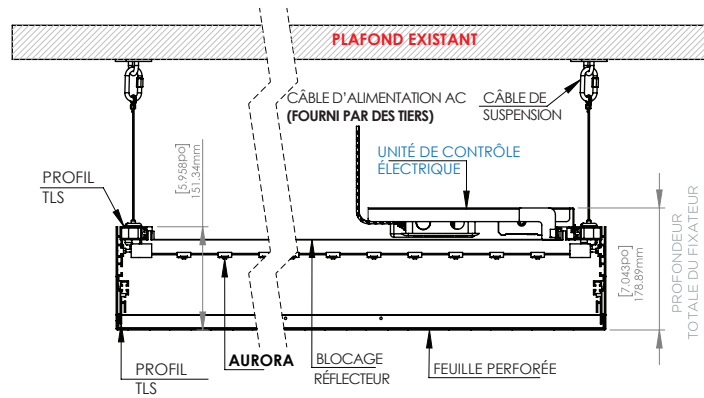 PLAFOND EXISTANT
CÂBLE D'ALIMENTATION AC
(FOURNI PAR DES TIERS)
CÂBLE DE
SUSPENSION
UNITÉ DE CONTRÔLE
ÉLECTRIQUE
PROFIL
TLS
[5.958po]
151.34mm
[7.043po]
178.89mm
PROFONDEUR
TOTALE DU FIXATEUR
PROFIL
TLS
AURORA
BLOCAGE
RÉFLECTEUR
FEUILLE PERFORÉE